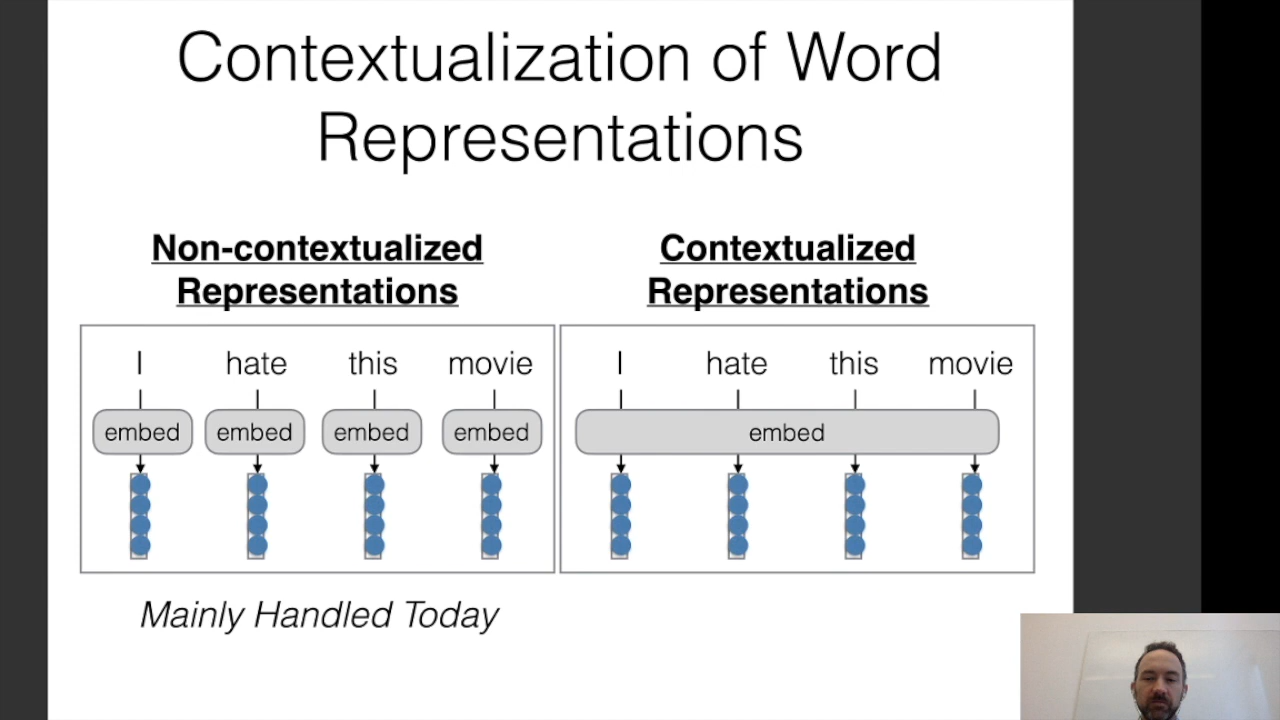 Contextualization of Word
Representations
Non-contextualized
Representations
I hate this movie
embed embed embed embed
Mainly Handled Today
Contextualized
Representations
I hate this movie
embed